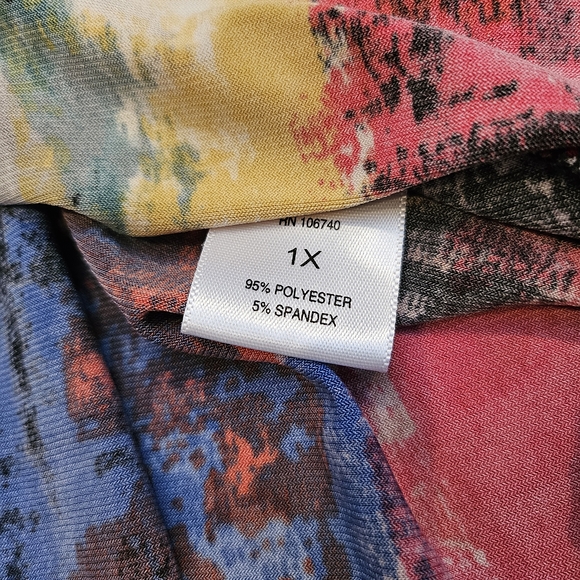 RN 106740
1X
95% POLYESTER
5% SPANDEX